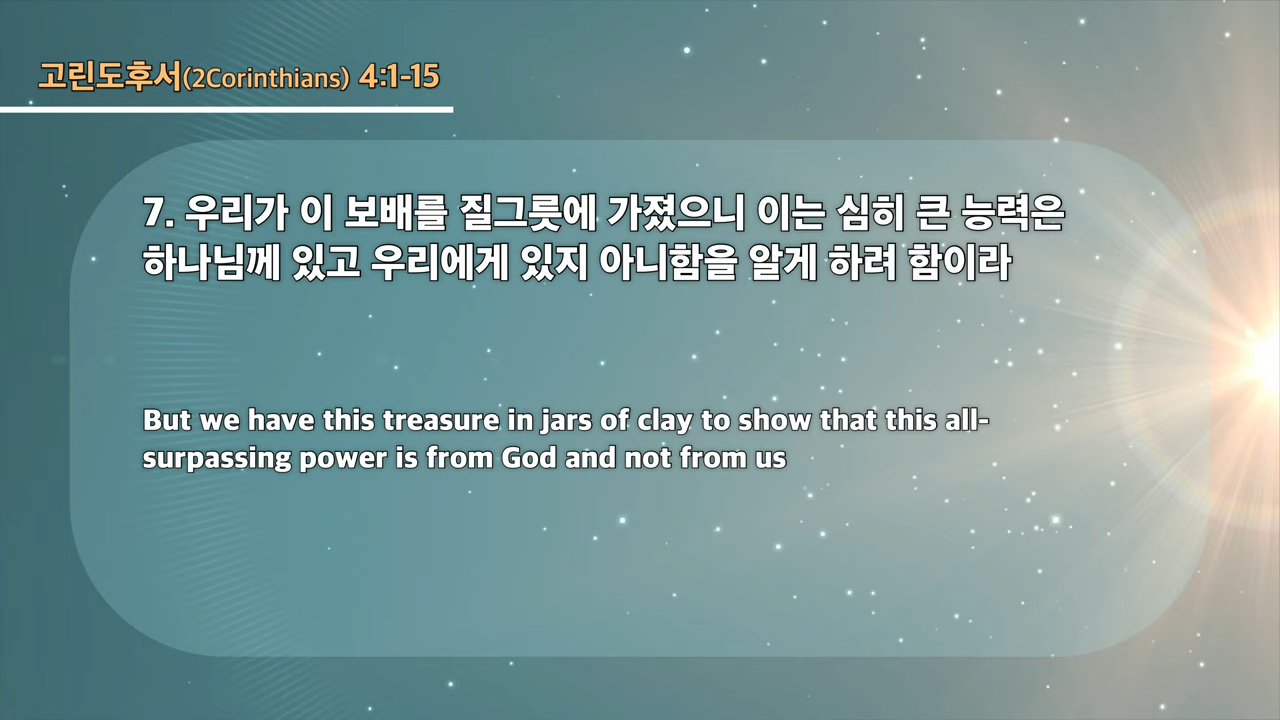 고린도후서(2Corinthians) 4:1-15
7. 우리가 이 보배를 질그릇에 가졌으니 이는 심히 큰 능력은
하나님께 있고 우리에게 있지 아니함을 알게 하려 함이라
But we have this treasure in jars of clay to show that this all-
surpassing power is from God and not from us